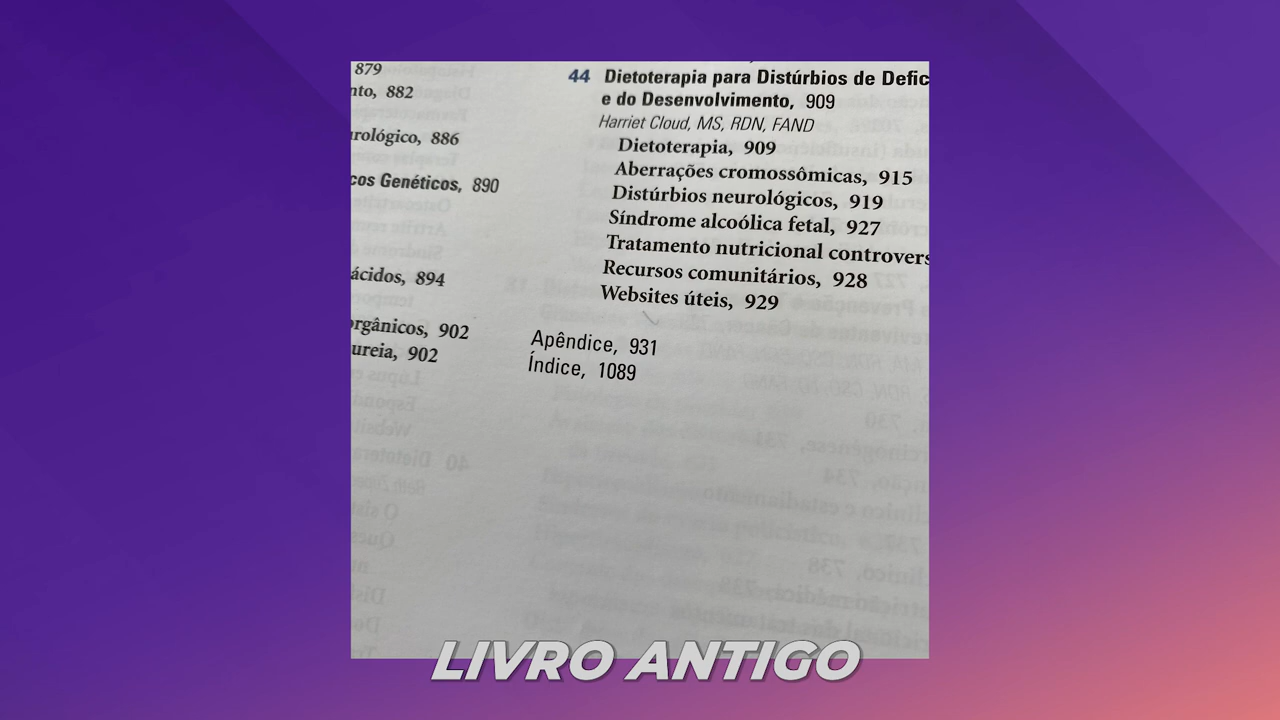 879
nto, 882
urológico, 886
cos Genéticos, 890
ácidos, 894
orgânicos, 902
ureia, 902
44 Dietoterapia para Distúrbios de Defic
e do Desenvolvimento, 909
Harriet Cloud, MS, RDN, FAND
Dietoterapia, 909
Aberrações cromossômicas, 915
Distúrbios neurológicos, 919
Síndrome alcoólica fetal, 927
Tratamento nutricional controvers
Recursos comunitários, 928
Websites úteis, 929
Apêndice, 931
Índice, 1089
LIVRO ANTIGO